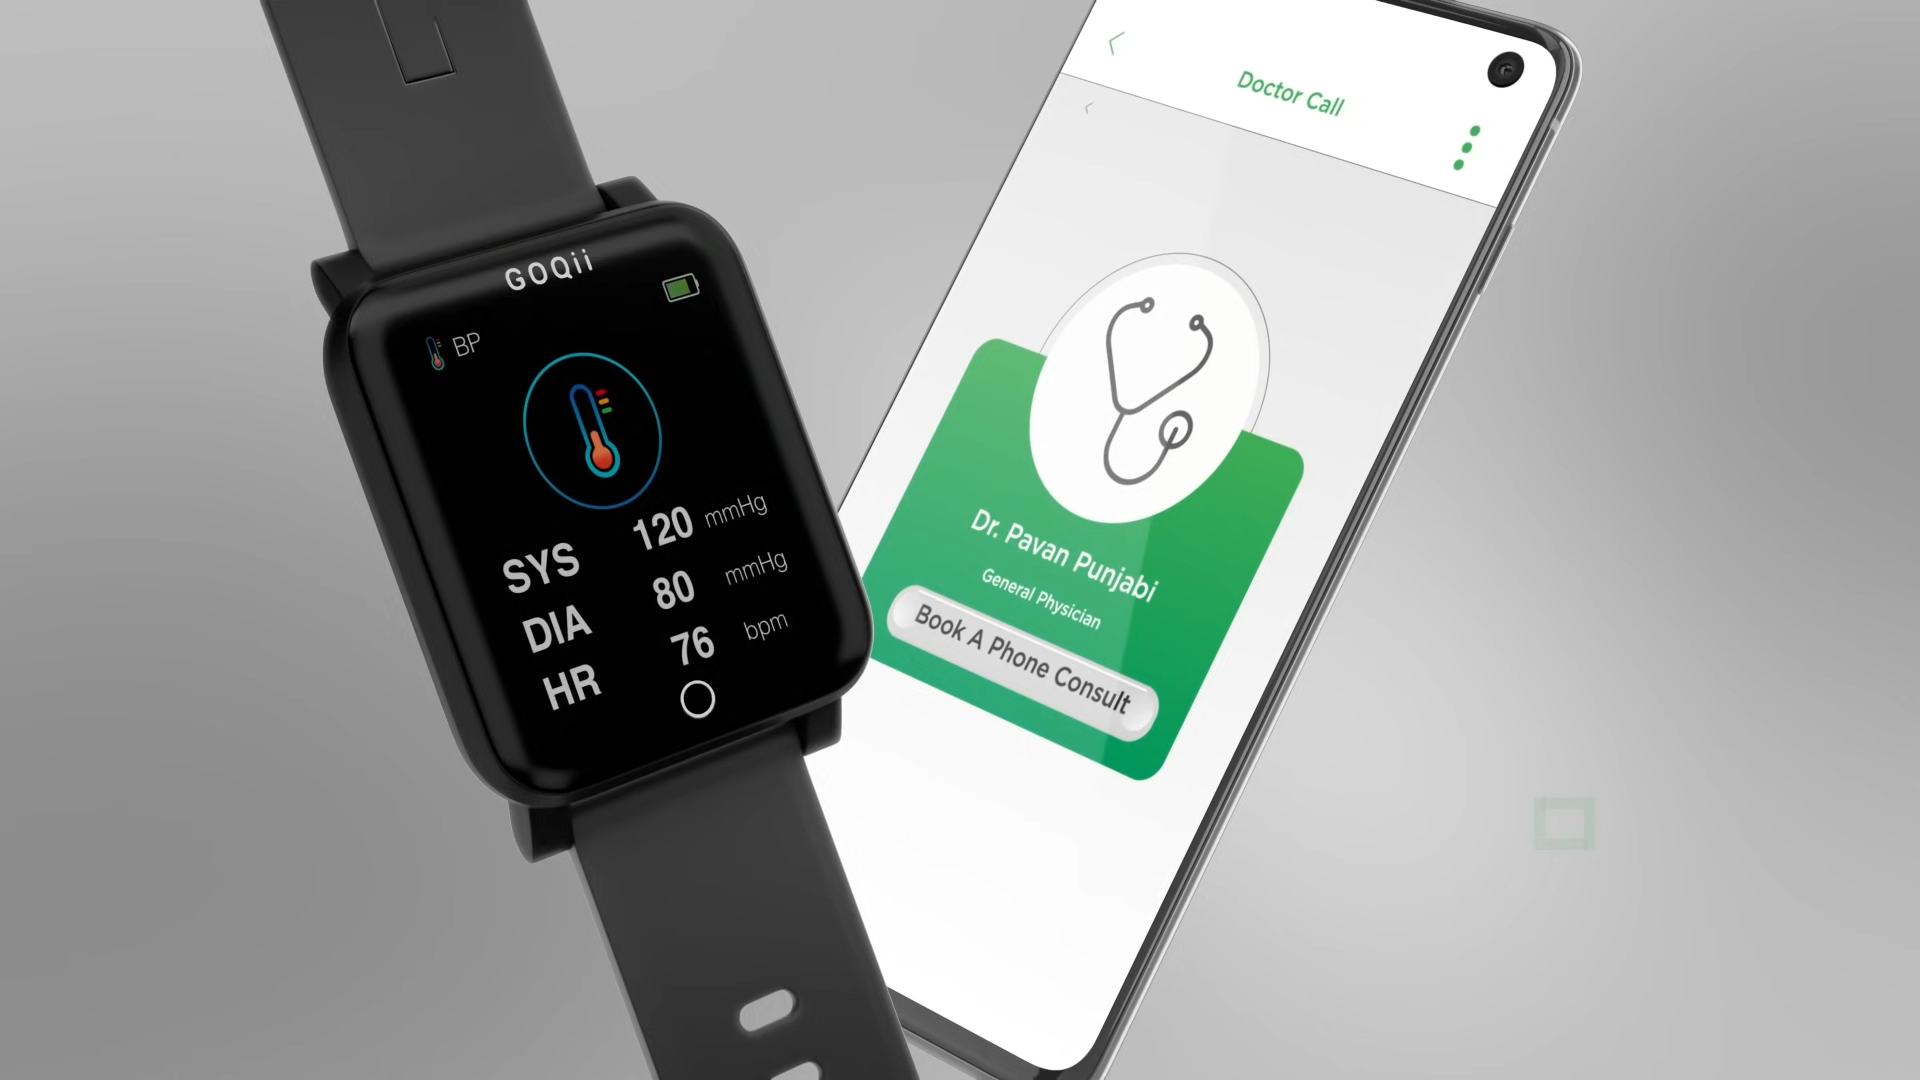 GOQii
BP
SYS 120 mmHg
DIA 80 mmHg
HR 76 bpm
Doctor Call
Dr. Pavan Punjabi
General Physician
Book A Phone Consult